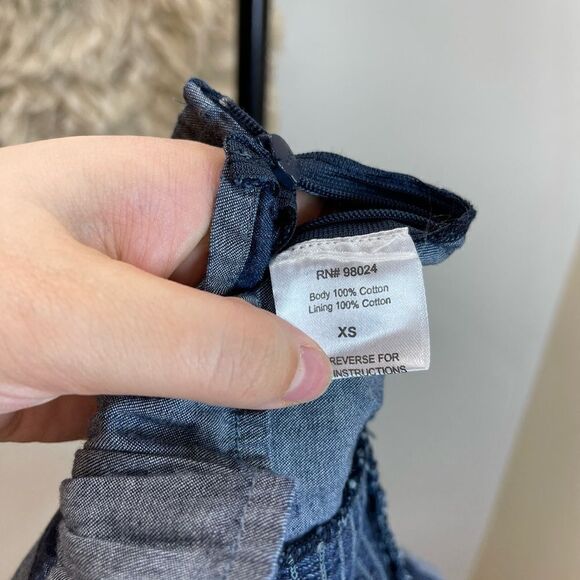 RN# 98024
Body 100% Cotton
Lining 100% Cotton
XS
REVERSE FOR
INSTRUCTIONS